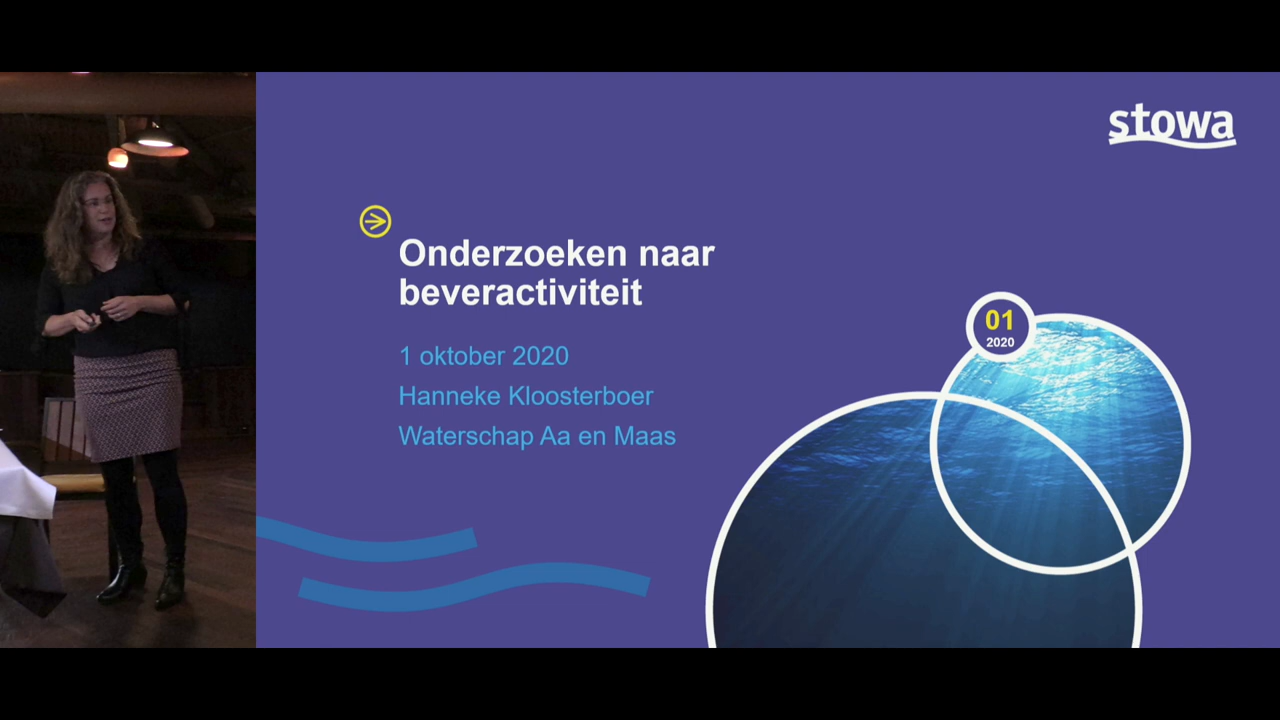 stowa
Onderzoeken naar
beveractiviteit
1 oktober 2020
Hanneke Kloosterboer
Waterschap Aa en Maas
01
2020